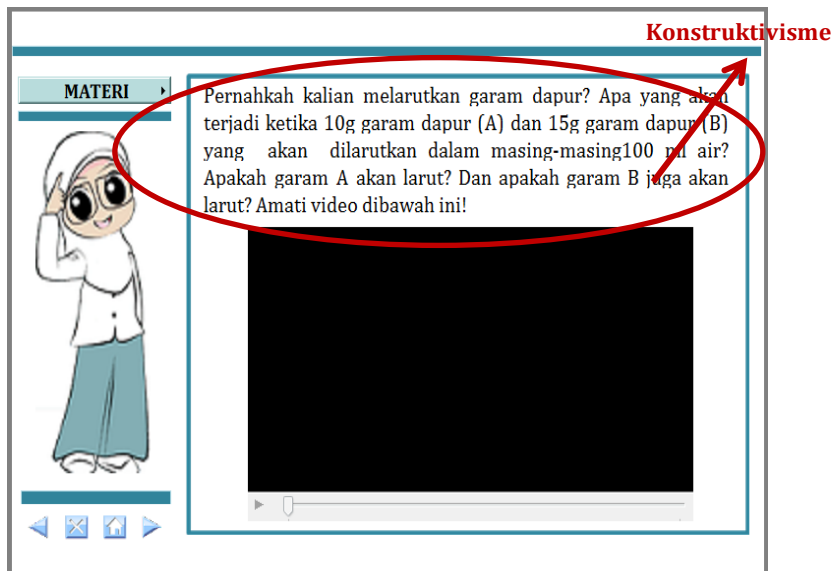 Konstruktivisme
MATERI
Pernahkah kalian melarutkan garam dapur? Apa yang akan
terjadi ketika 10g garam dapur (A) dan 15g garam dapur (B)
yang akan dilarutkan dalam masing-masing100 ml air?
Apakah garam A akan larut? Dan apakah garam B juga akan
larut? Amati video dibawah ini!